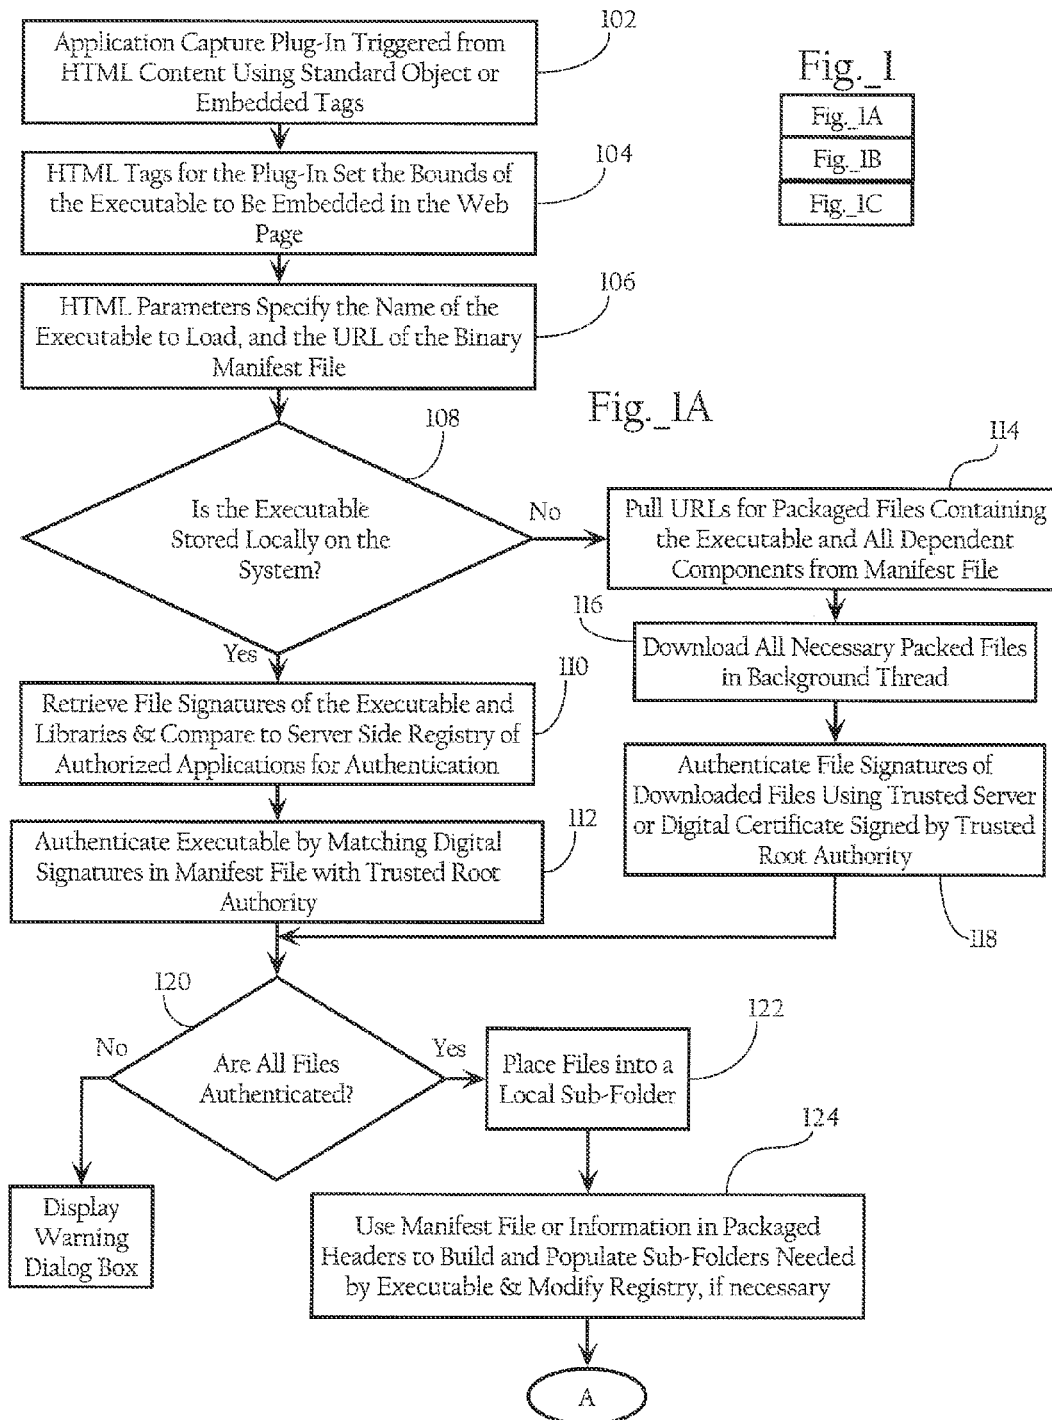 102
Application Capture Plug-In Triggered from
HTML Content Using Standard Object or
Embedded Tags
Fig._1
Fig._1A
Fig._1B
Fig._1C
104
HTML Tags for the Plug-In Set the Bounds of
the Executable to Be Embedded in the Web
Page
106
HTML Parameters Specify the Name of the
Executable to Load, and the URL of the Binary
Manifest File
Fig._1A
108
Is the Executable
Stored Locally on the
System?
No
Yes
114
Pull URLs for Packaged Files Containing
the Executable and All Dependent
Components from Manifest File
116
Download All Necessary Packed Files
in Background Thread
110
Retrieve File Signatures of the Executable and
Libraries & Compare to Server Side Registry of
Authorized Applications for Authentication
Authenticate File Signatures of
Downloaded Files Using Trusted Server
or Digital Certificate Signed by Trusted
Root Authority
118
112
Authenticate Executable by Matching Digital
Signatures in Manifest File with Trusted Root
Authority
120
Are All Files
Authenticated?
No
Yes
122
Place Files into a
Local Sub-Folder
Display
Warning
Dialog Box
124
Use Manifest File or Information in Packaged
Headers to Build and Populate Sub-Folders Needed
by Executable & Modify Registry, if necessary
A